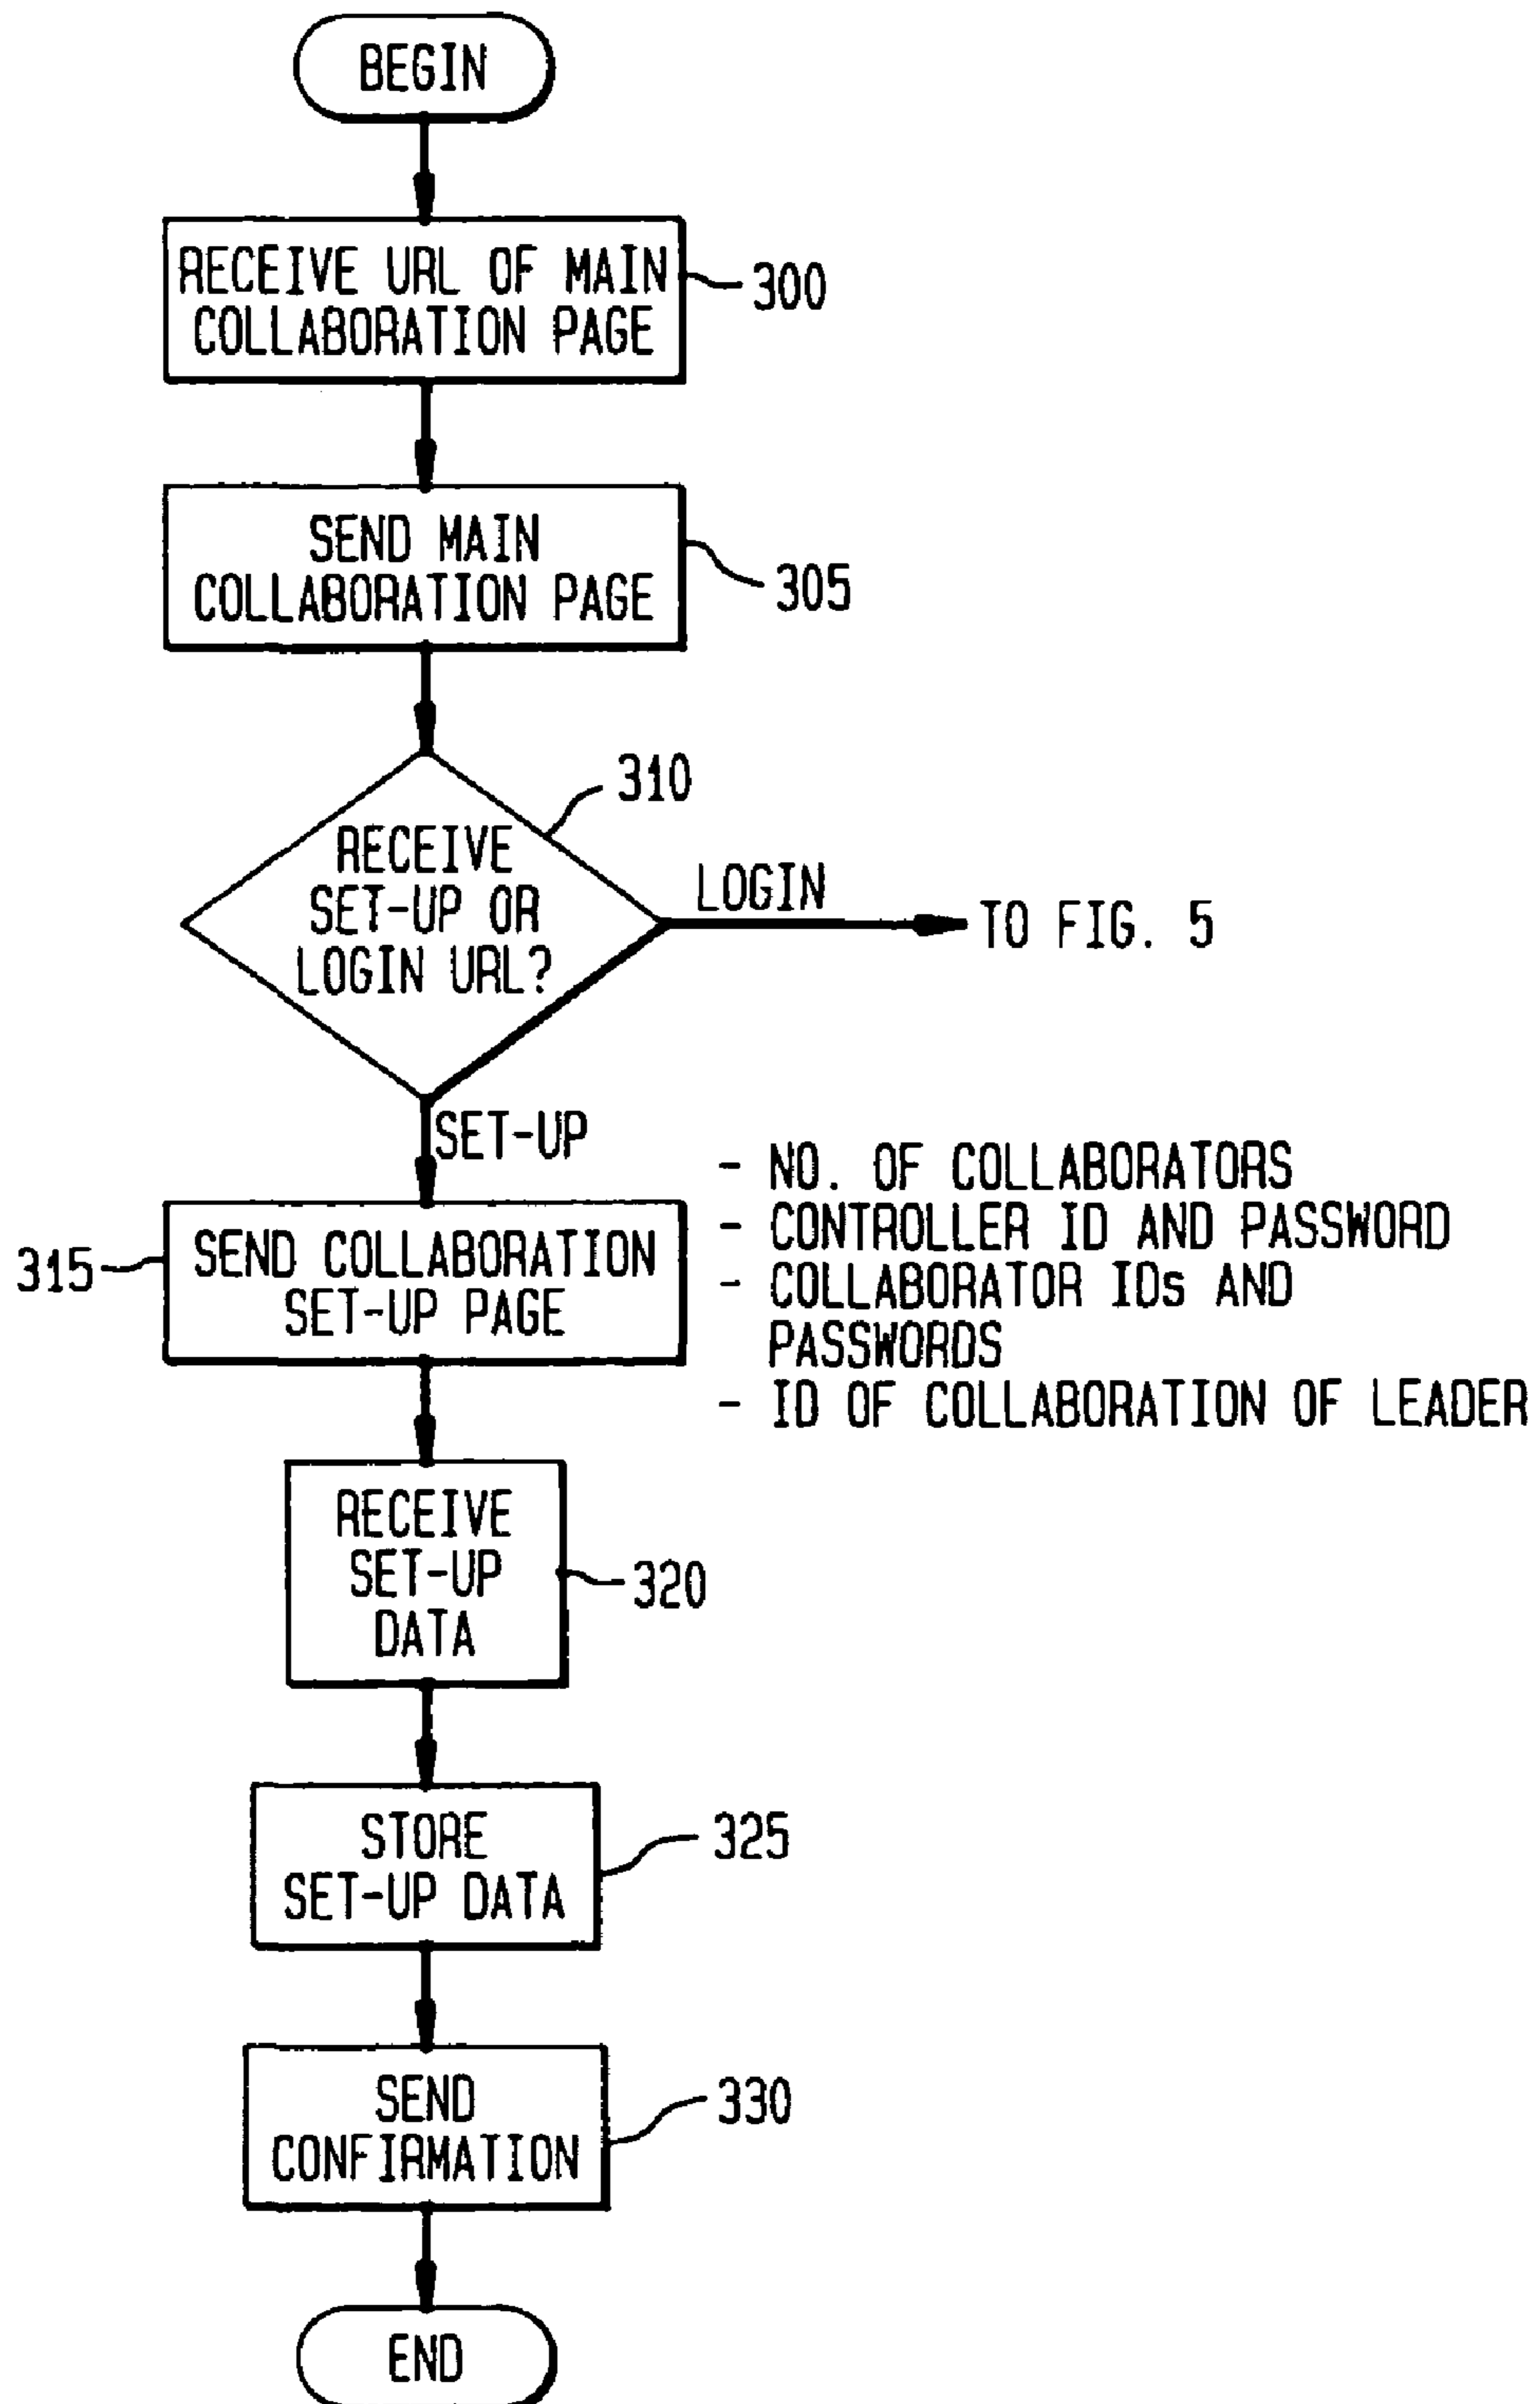 BEGIN
RECEIVE URL OF MAIN
COLLABORATION PAGE
300
SEND MAIN
COLLABORATION PAGE
305
310
RECEIVE
SET-UP OR
LOGIN URL?
LOGIN
TO FIG. 5
SET-UP
315
SEND COLLABORATION
SET-UP PAGE
- NO. OF COLLABORATORS
- CONTROLLER ID AND PASSWORD
- COLLABORATOR IDs AND
PASSWORDS
- ID OF COLLABORATION OF LEADER
RECEIVE
SET-UP
DATA
320
STORE
SET-UP DATA
325
SEND
CONFIRMATION
330
END